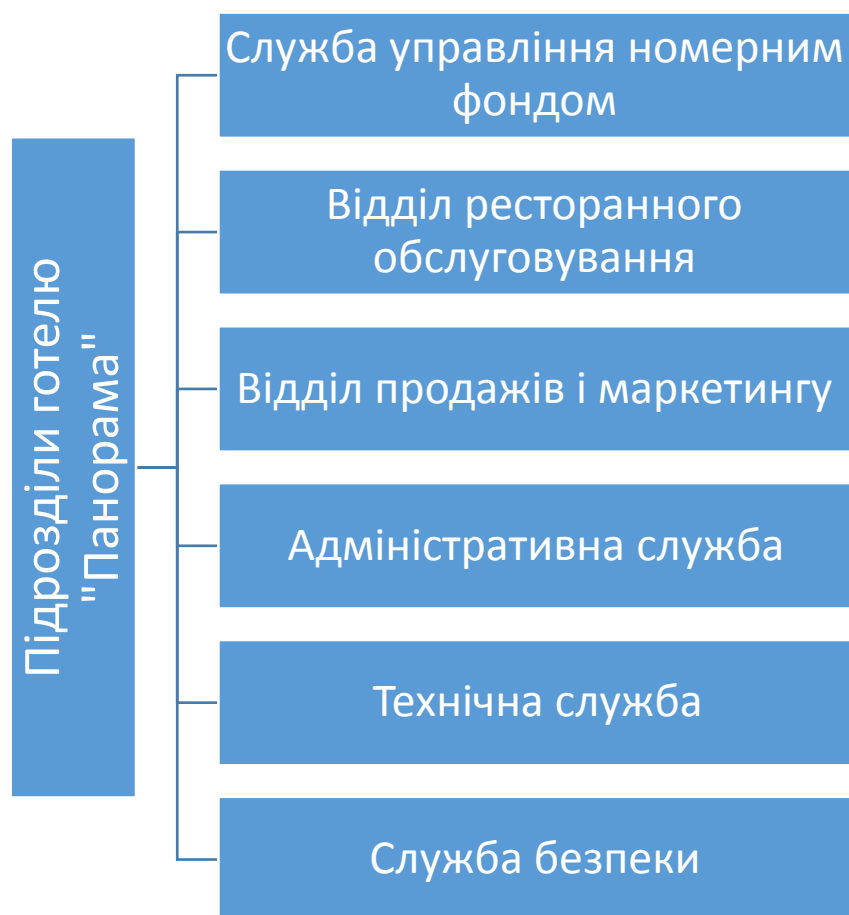 Підрозділи готелю
"Панорама"
Служба управління номерним
фондом
Відділ ресторанного
обслуговування
Відділ продажів і маркетингу
Адміністративна служба
Технічна служба
Служба безпеки